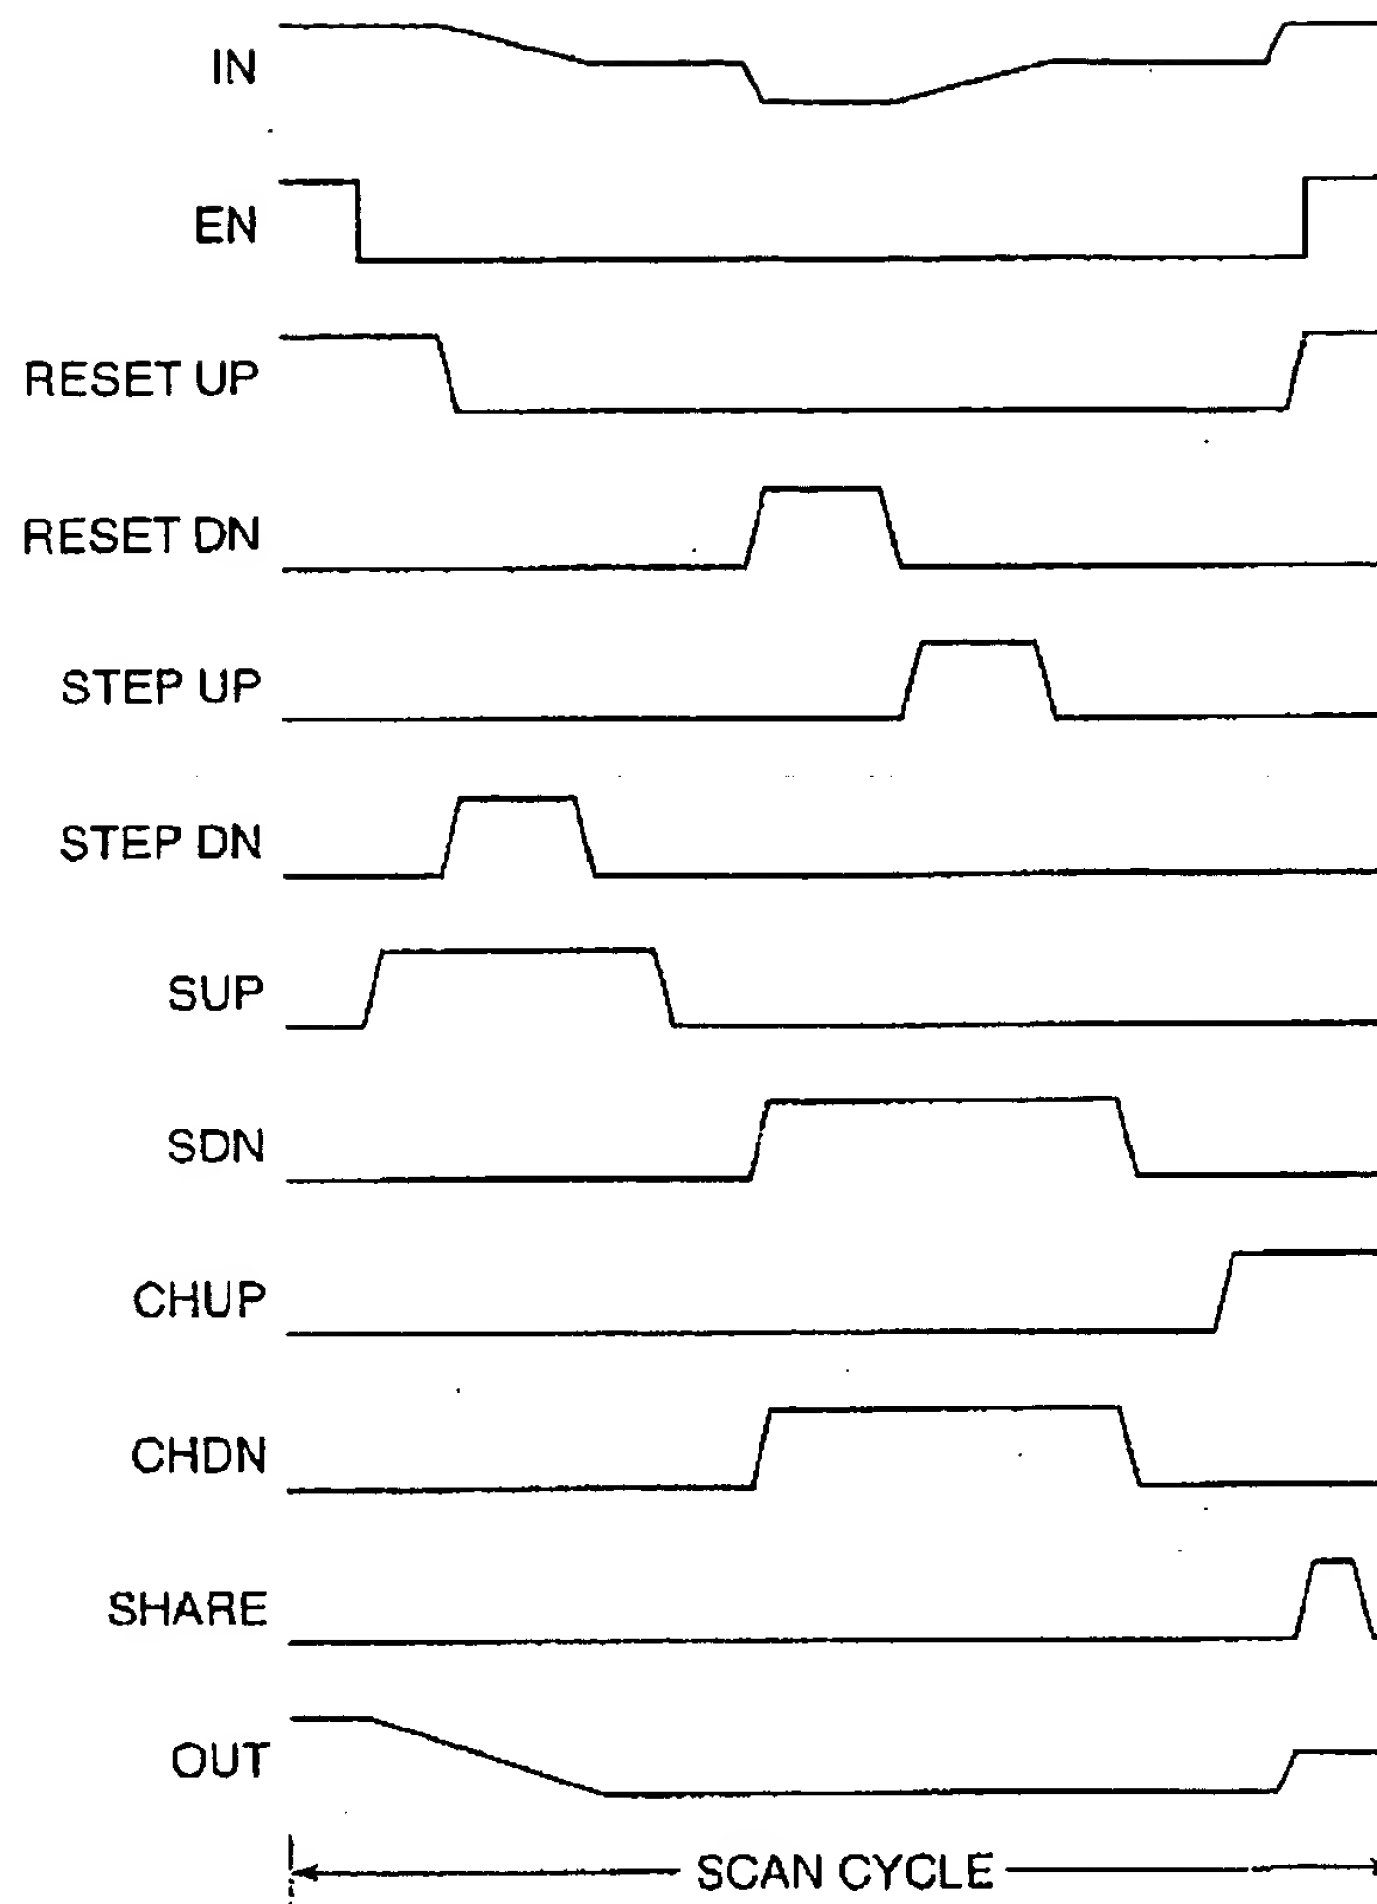 IN
EN
RESET UP
RESET DN
STEP UP
STEP DN
SUP
SDN
CHUP
CHDN
SHARE
OUT
SCAN CYCLE